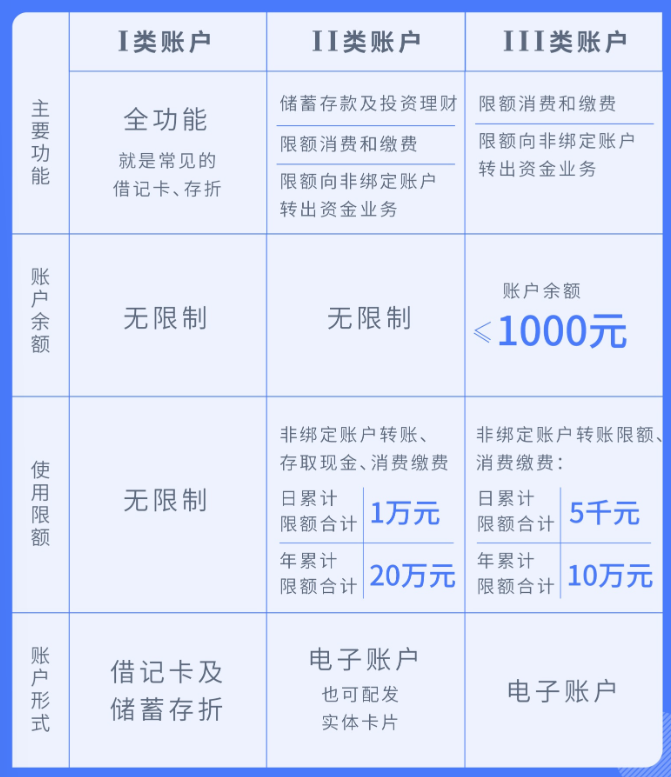 I类账户
II类账户
III类账户
主要功能
全功能
就是常见的
借记卡、存折
储蓄存款及投资理财
限额消费和缴费
限额向非绑定账户
转出资金业务
限额消费和缴费
限额向非绑定账户
转出资金业务
账户余额
无限制
无限制
账户余额
≤1000元
使用限额
无限制
非绑定账户转账、
存取现金、消费缴费
日累计
限额合计
1万元
年累计
限额合计
20万元
非绑定账户转账限额、
消费缴费:
日累计
限额合计
5千元
年累计
限额合计
10万元
账户形式
借记卡及
储蓄存折
电子账户
也可配发
实体卡片
电子账户